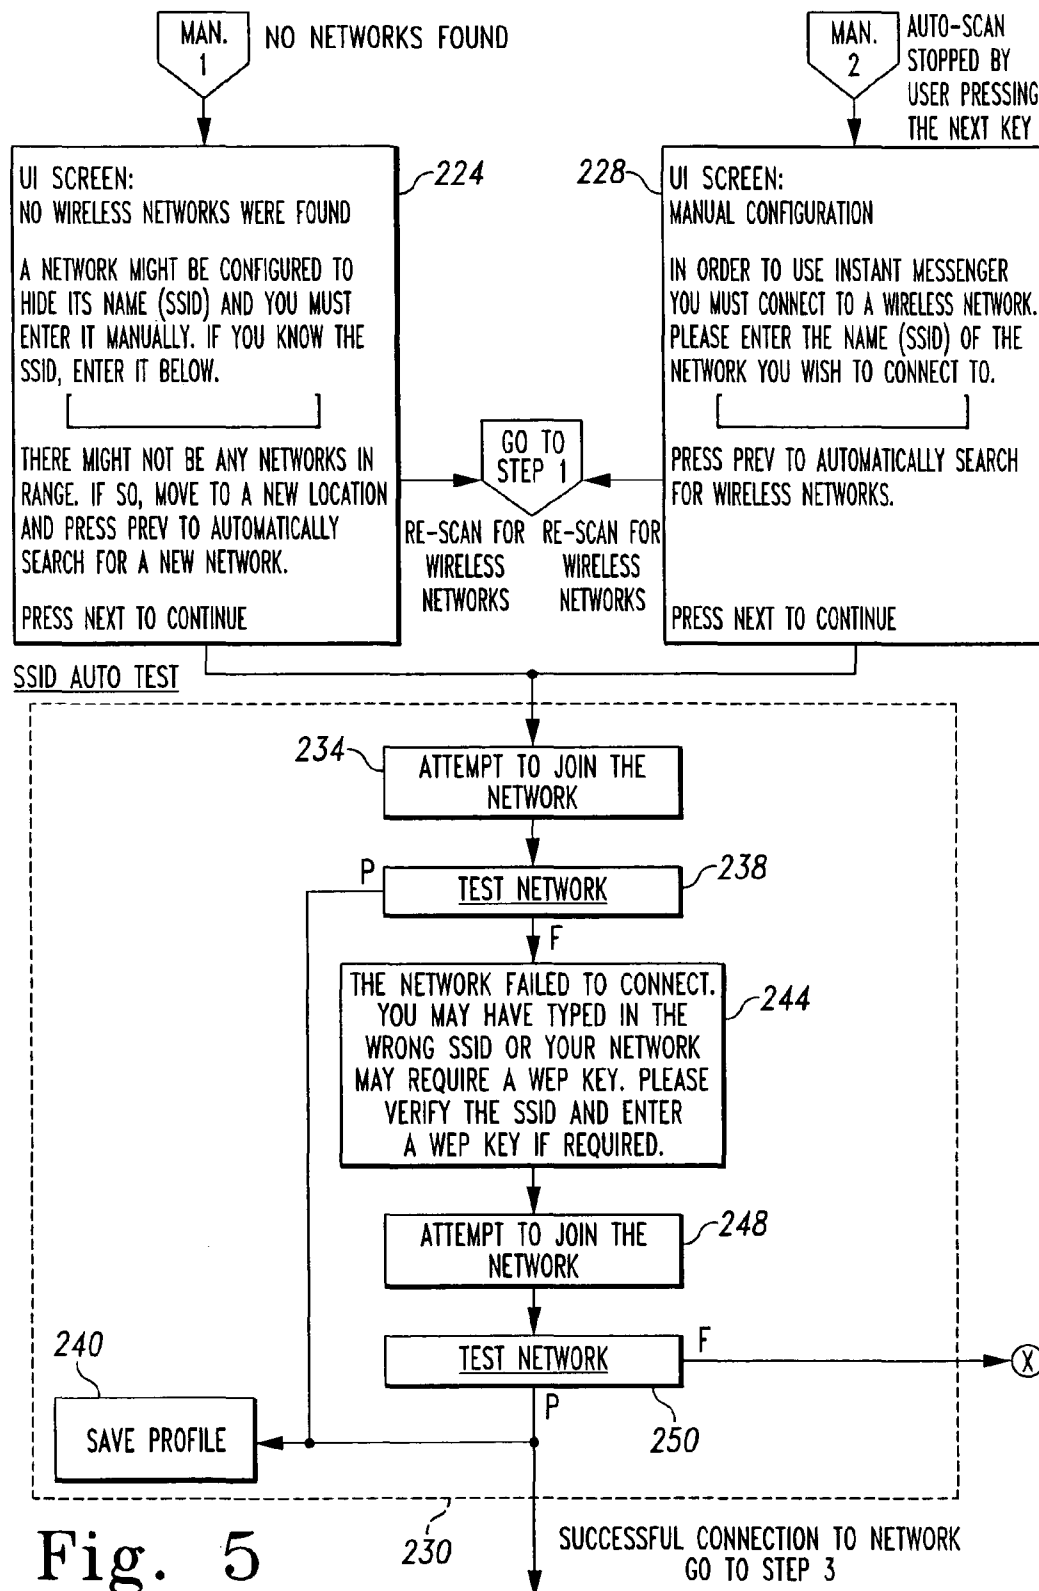 MAN.
1
NO NETWORKS FOUND
MAN.
2
AUTO-SCAN
STOPPED BY
USER PRESSING
THE NEXT KEY
224
UI SCREEN:
NO WIRELESS NETWORKS WERE FOUND
A NETWORK MIGHT BE CONFIGURED TO
HIDE ITS NAME (SSID) AND YOU MUST
ENTER IT MANUALLY. IF YOU KNOW THE
SSID, ENTER IT BELOW.
THERE MIGHT NOT BE ANY NETWORKS IN
RANGE. IF SO, MOVE TO A NEW LOCATION
AND PRESS PREV TO AUTOMATICALLY
SEARCH FOR A NEW NETWORK.
PRESS NEXT TO CONTINUE
228
UI SCREEN:
MANUAL CONFIGURATION
IN ORDER TO USE INSTANT MESSENGER
YOU MUST CONNECT TO A WIRELESS NETWORK.
PLEASE ENTER THE NAME (SSID) OF THE
NETWORK YOU WISH TO CONNECT TO.
PRESS PREV TO AUTOMATICALLY SEARCH
FOR WIRELESS NETWORKS.
PRESS NEXT TO CONTINUE
GO TO
STEP 1
RE-SCAN FOR
WIRELESS
NETWORKS
RE-SCAN FOR
WIRELESS
NETWORKS
SSID AUTO TEST
234
ATTEMPT TO JOIN THE
NETWORK
P
TEST NETWORK
238
F
THE NETWORK FAILED TO CONNECT.
YOU MAY HAVE TYPED IN THE
WRONG SSID OR YOUR NETWORK
MAY REQUIRE A WEP KEY. PLEASE
VERIFY THE SSID AND ENTER
A WEP KEY IF REQUIRED.
244
ATTEMPT TO JOIN THE
NETWORK
248
TEST NETWORK
F
X
P
250
240
SAVE PROFILE
230
SUCCESSFUL CONNECTION TO NETWORK
GO TO STEP 3
Fig. 5